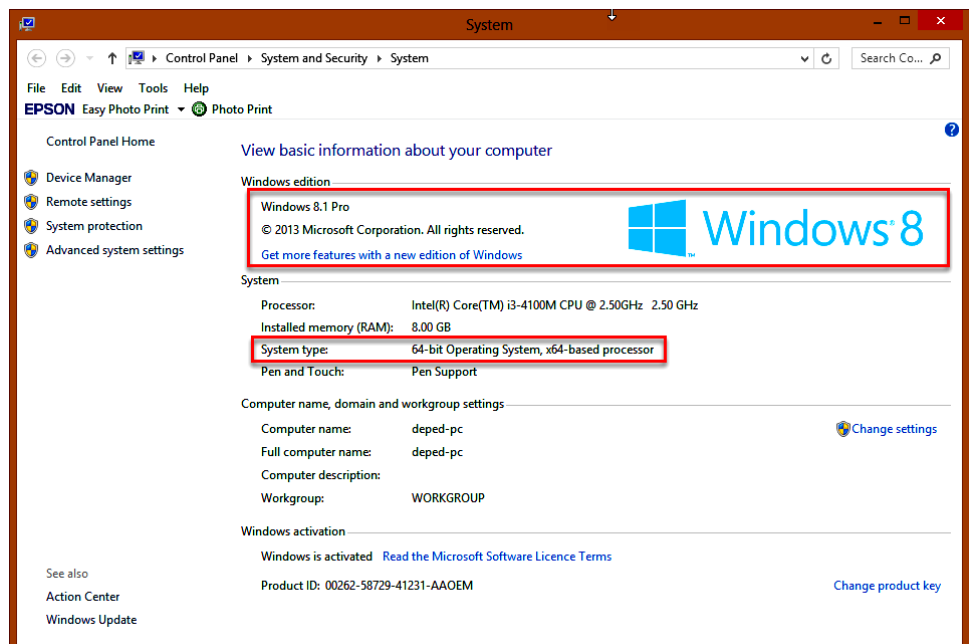 System
Control Panel System and Security System
Search Co...
File Edit View Tools Help
EPSON Easy Photo Print Photo Print
Control Panel Home
Device Manager
Remote settings
System protection
Advanced system settings
See also
Action Center
Windows Update
View basic information about your computer
Windows edition
Windows 8.1 Pro
© 2013 Microsoft Corporation. All rights reserved.
Get more features with a new edition of Windows
Windows® 8
™
System
Processor: Intel(R) Core(TM) i3-4100M CPU @ 2.50GHz 2.50 GHz
Installed memory (RAM): 8.00 GB
System type: 64-bit Operating System, x64-based processor
Pen and Touch: Pen Support
Computer name, domain and workgroup settings
Computer name: deped-pc
Change settings
Full computer name: deped-pc
Computer description:
Workgroup: WORKGROUP
Windows activation
Windows is activated Read the Microsoft Software Licence Terms
Product ID: 00262-58729-41231-AAOEM
Change product key